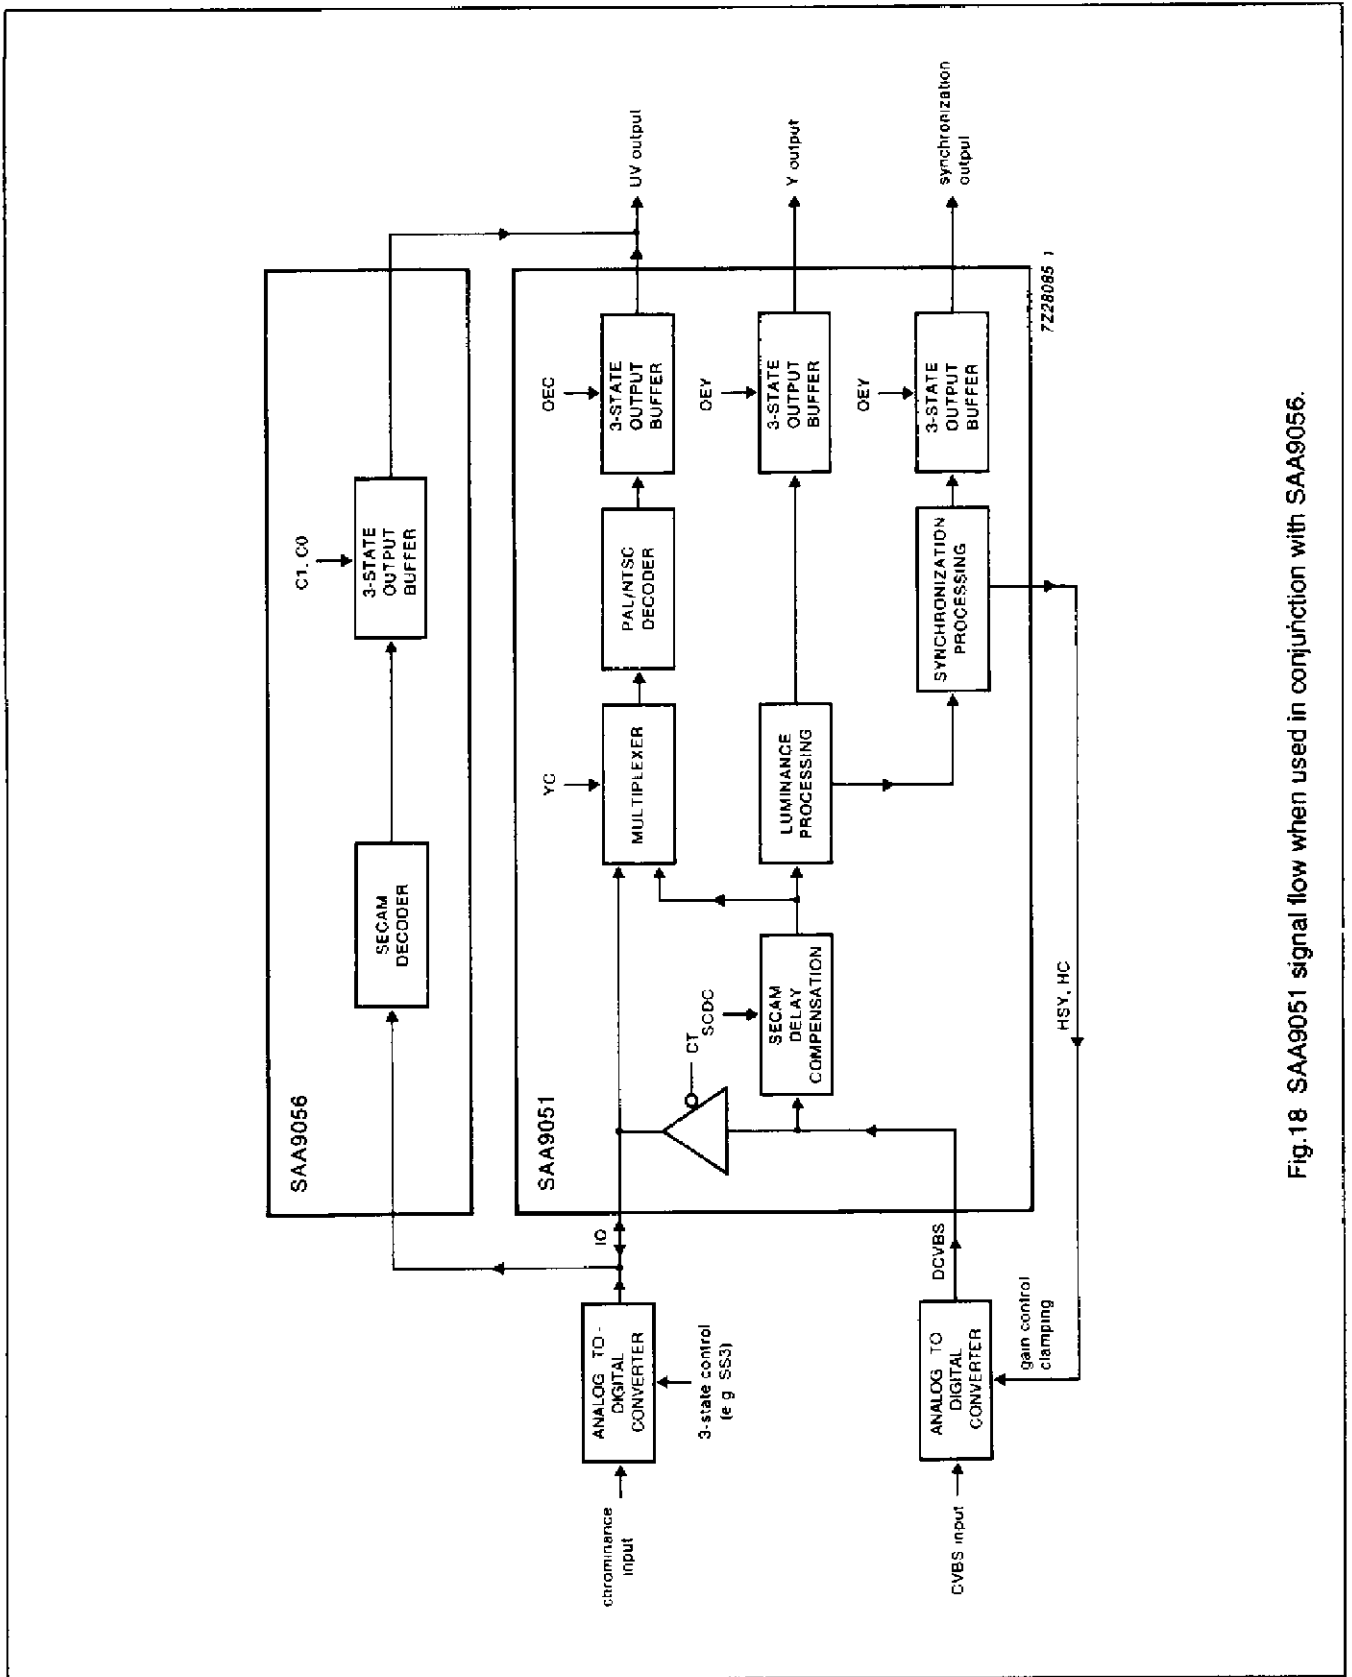 SAA9056
SECAM
DECODER
C1, C0
3-STATE
OUTPUT
BUFFER
SAA9051
chrominance
input
ANALOG TO-
DIGITAL
CONVERTER
3-state control
(e g SS3)
IO
CT
YC
MULTIPLEXER
PAL/NTSC
DECODER
OEC
3-STATE
OUTPUT
BUFFER
UV output
SCDC
SECAM
DELAY
COMPENSATION
LUMINANCE
PROCESSING
OEY
3-STATE
OUTPUT
BUFFER
Y output
CVBS input
ANALOG TO
DIGITAL
CONVERTER
DCVBS
gain control
clamping
HSY, HC
SYNCHRONIZATION
PROCESSING
OEY
3-STATE
OUTPUT
BUFFER
synchronization
output
7Z28085 1
Fig.18 SAA9051 signal flow when used in conjunction with SAA9056.